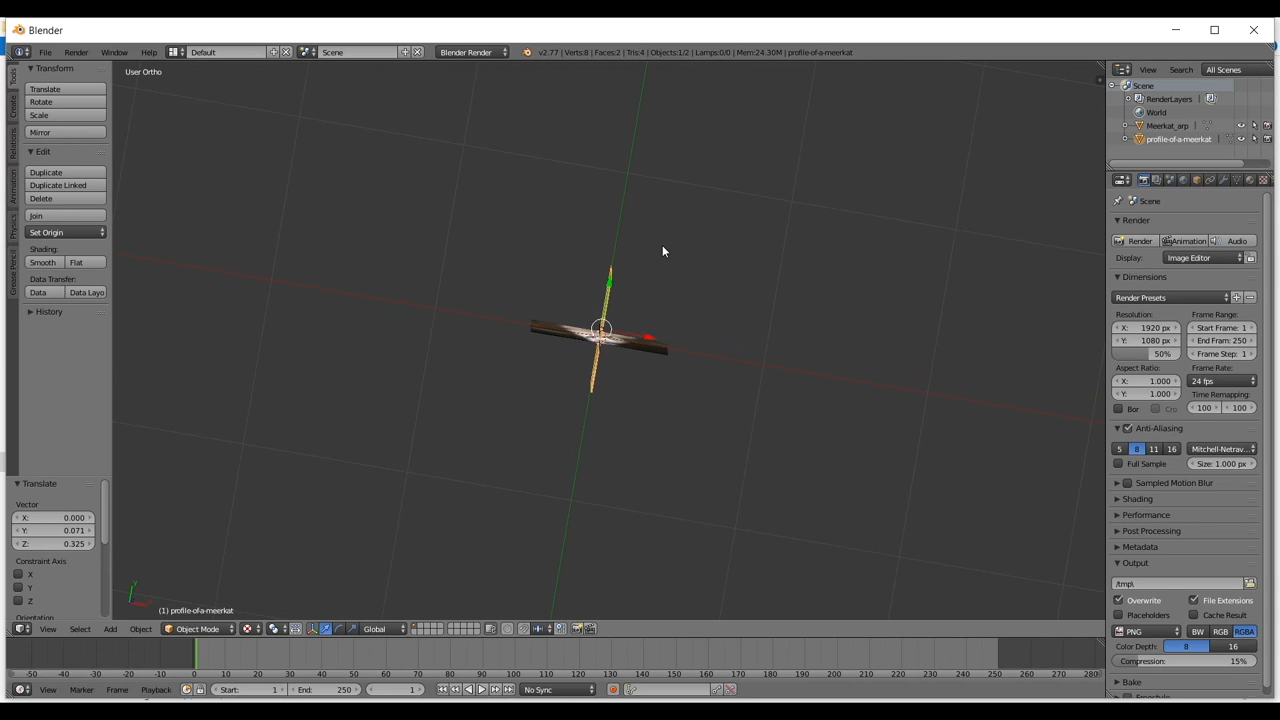 Blender
File Render Window Help Default Scene Blender Render v2.77 | Verts:8 | Faces:2 | Tris:4 | Objects:1/2 | Lamps:0/0 | Mem:24.30M | profile-of-a-meerkat
Tools
Create
Relations
Animation
Physics
Grease Pencil
Transform
Translate
Rotate
Scale
Mirror
Edit
Duplicate
Duplicate Linked
Delete
Join
Set Origin
Shading:
Smooth Flat
Data Transfer:
Data Data Layo
History
Translate
Vector
X: 0.000
Y: 0.071
Z: 0.325
Constraint Axis
X
Y
Z
Orientation
User Ortho
(1) profile-of-a-meerkat
View Select Add Object Object Mode Global
-50 -40 -30 -20 -10 0 10 20 30 40 50 60 70 80 90 100 110 120 130 140 150 160 170 180 190 200 210 220 230 240 250 260 270 280
View Marker Frame Playback Start: 1 End: 250 1 No Sync
View Search All Scenes
Scene
RenderLayers |
World
Meerkat_arp |
profile-of-a-meerkat
Scene
Render
Render Animation Audio
Display: Image Editor
Dimensions
Render Presets
Resolution: Frame Range:
X: 1920 px Start Frame: 1
Y: 1080 px End Fram: 250
50% Frame Step: 1
Aspect Ratio: Frame Rate:
X: 1.000 24 fps
Y: 1.000 Time Remapping:
Bor Cro 100 100
Anti-Aliasing
5 8 11 16 Mitchell-Netrav...
Full Sample Size: 1.000 px
Sampled Motion Blur
Shading
Performance
Post Processing
Metadata
Output
/tmp\
Overwrite File Extensions
Placeholders Cache Result
PNG BW RGB RGBA
Color Depth: 8 16
Compression: 15%
Bake
Freestyle